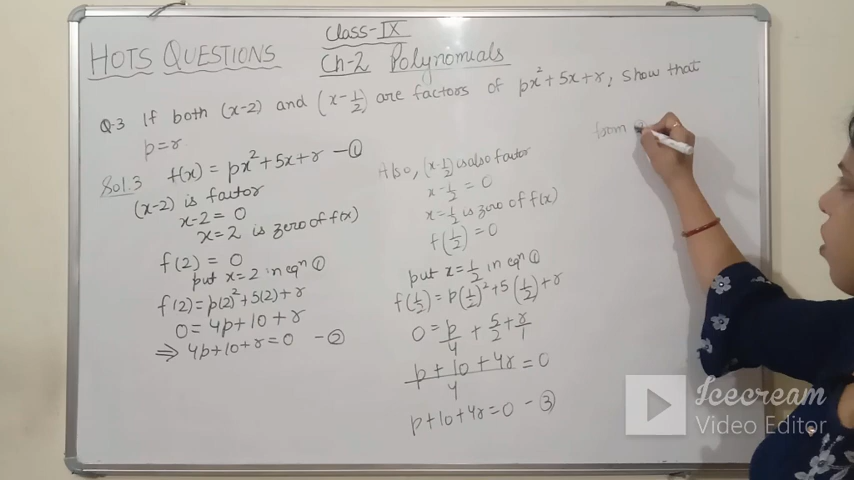 Class-IX
HOTS QUESTIONS
Ch-2 Polynomials
Q-3 If both (x-2) and (x-1/2) are factors of px²+5x+r, show that
p=r
Sol.3 f(x) = px²+5x+r -①
(x-2) is factor
x-2=0
x=2 is zero of f(x)
f(2) = 0
put x=2 in eqn ①
f(2)=p(2)²+5(2)+r
0=4p+10+r
⇒ 4p+10+r=0 -②
Also, (x-1/2) is also factor
x-1/2 = 0
x=1/2 is zero of f(x)
f(1/2)=0
put x=1/2 in eqn ①
f(1/2)=p(1/2)²+5(1/2)+r
0=p/4+5/2+r/1
p+10+4r/4=0
p+10+4r=0 -③
from
Icecream
Video Editor